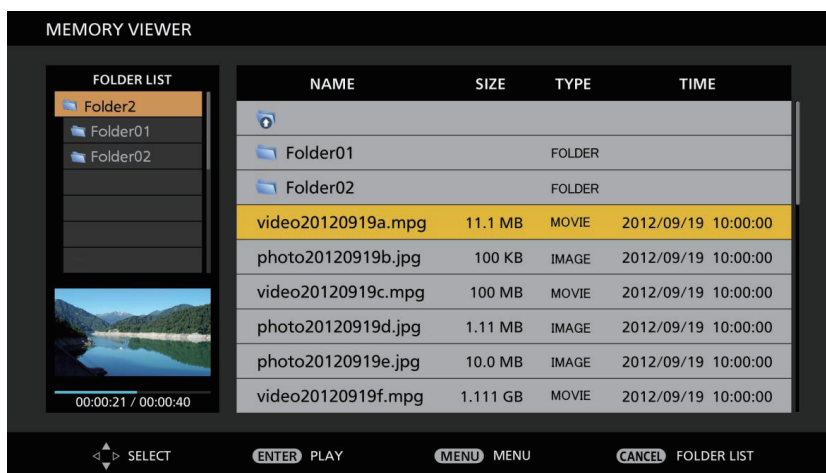 MEMORY VIEWER
FOLDER LIST
Folder2
Folder01
Folder02
00:00:21 / 00:00:40
NAME SIZE TYPE TIME
Folder01 FOLDER
Folder02 FOLDER
video20120919a.mpg 11.1 MB MOVIE 2012/09/19 10:00:00
photo20120919b.jpg 100 KB IMAGE 2012/09/19 10:00:00
video20120919c.mpg 100 MB MOVIE 2012/09/19 10:00:00
photo20120919d.jpg 1.11 MB IMAGE 2012/09/19 10:00:00
photo20120919e.jpg 10.0 MB IMAGE 2012/09/19 10:00:00
video20120919f.mpg 1.111 GB MOVIE 2012/09/19 10:00:00
SELECT ENTER PLAY MENU MENU CANCEL FOLDER LIST